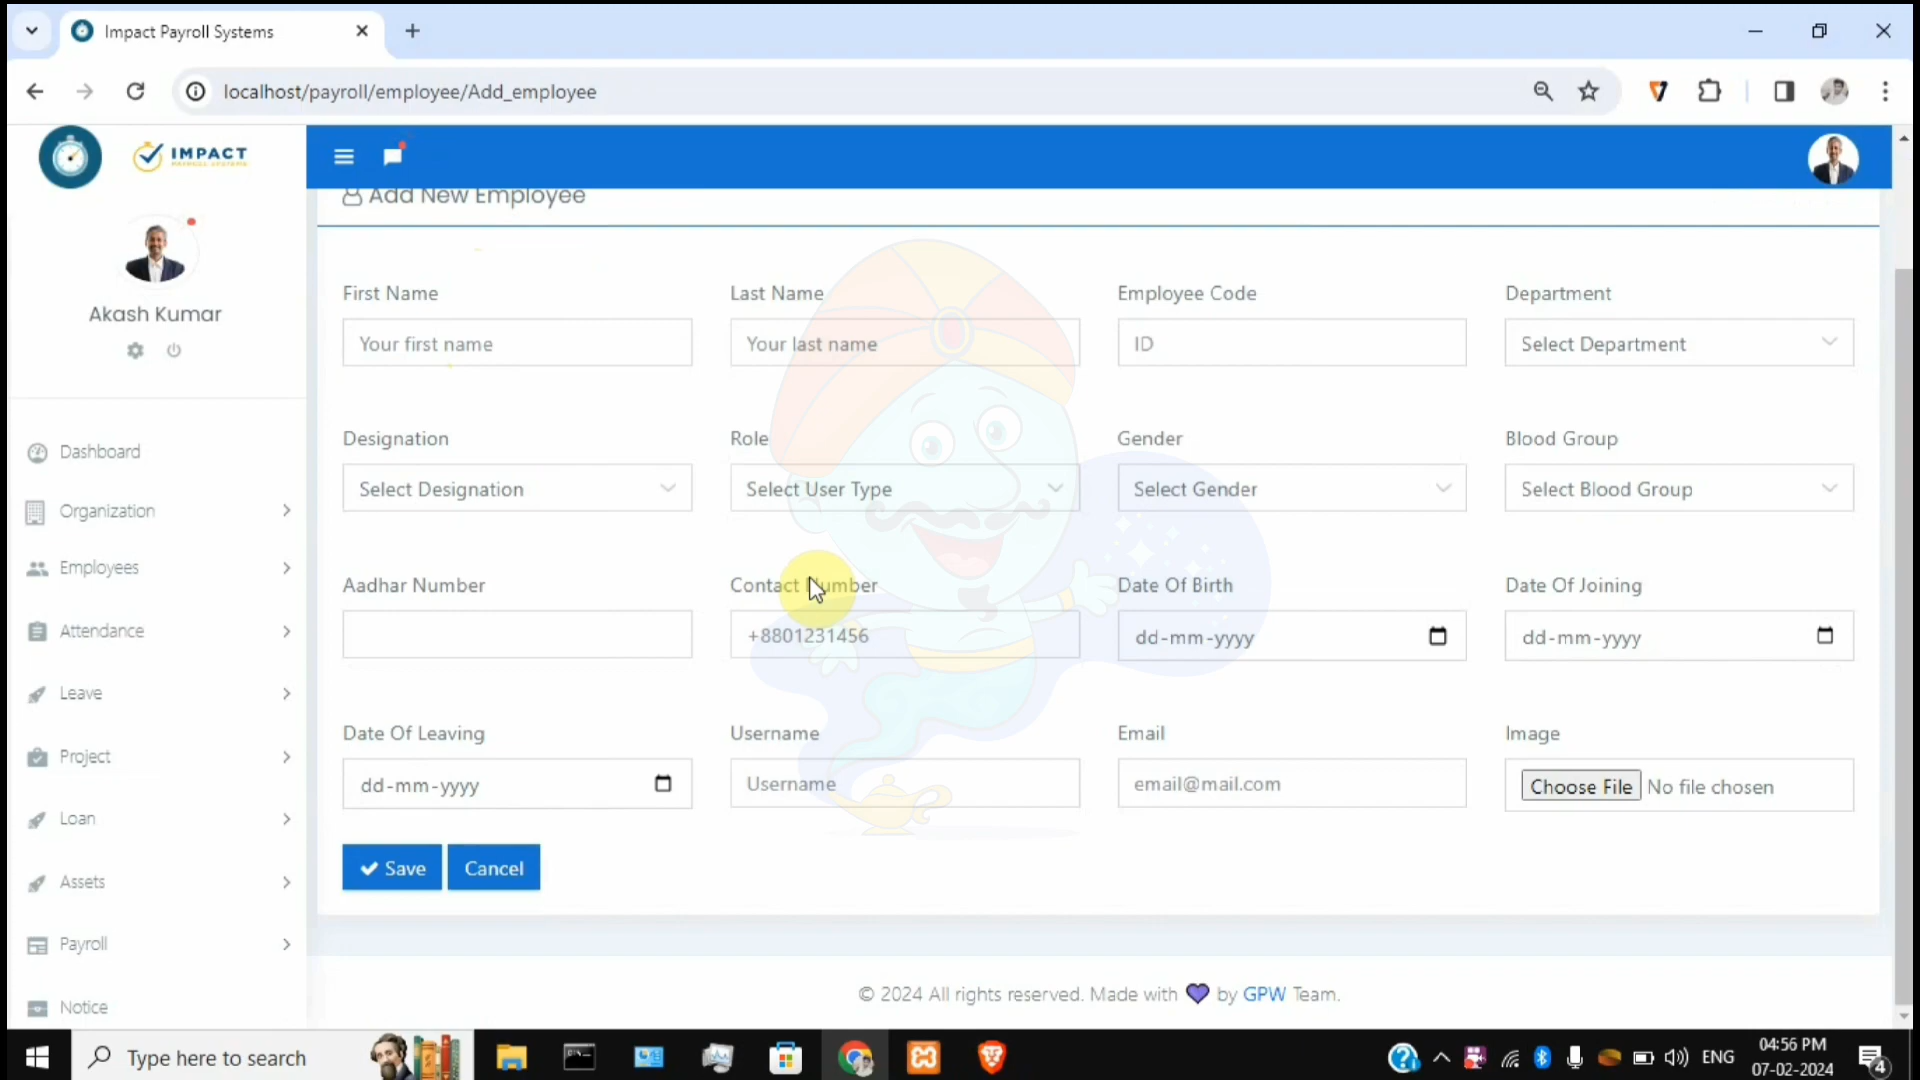 Impact Payroll Systems
localhost/payroll/employee/Add_employee
IMPACT
PAYROLL SYSTEMS
Add New Employee
Akash Kumar
First Name
Last Name
Employee Code
Department
Your first name
Your last name
ID
Select Department
Designation
Role
Gender
Blood Group
Select Designation
Select User Type
Select Gender
Select Blood Group
Aadhar Number
Contact Number
Date Of Birth
Date Of Joining
+8801231456
dd-mm-yyyy
dd-mm-yyyy
Date Of Leaving
Username
Email
Image
dd-mm-yyyy
Username
email@mail.com
Choose File No file chosen
Save
Cancel
Dashboard
Organization
Employees
Attendance
Leave
Project
Loan
Assets
Payroll
Notice
© 2024 All rights reserved. Made with 💜 by GPW Team.
Type here to search
ENG
04:56 PM
07-02-2024
4